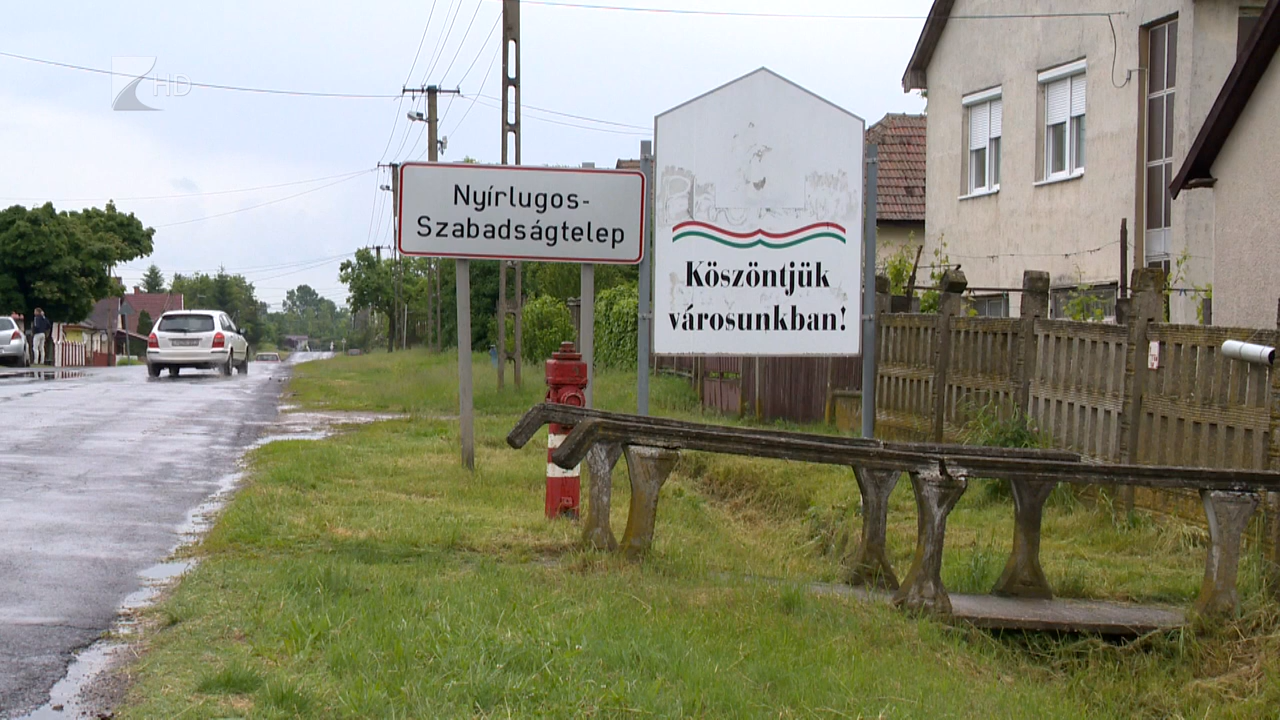 HD
Nyírlugos-
Szabadságtelep
Köszöntjük
városunkban!